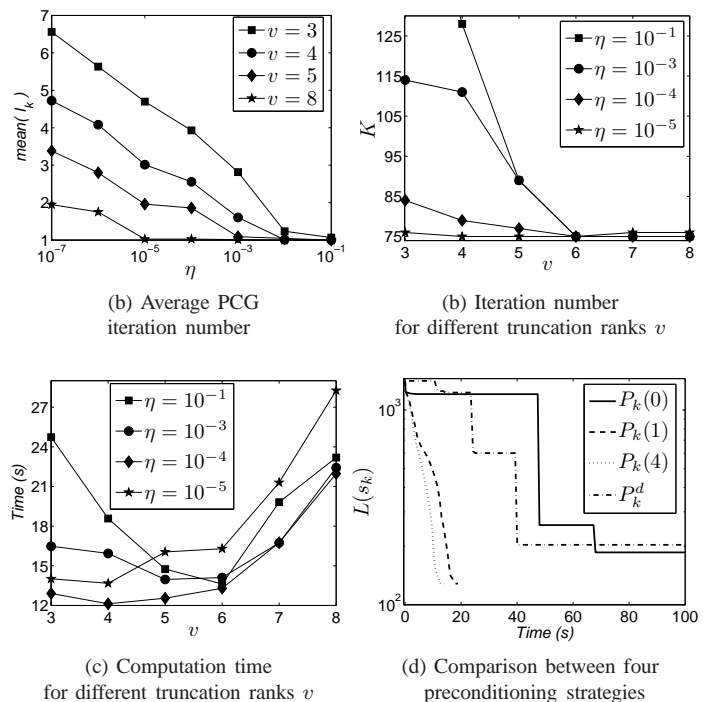 7
6
5
4
3
2
1
mean( I_k )
v = 3
v = 4
v = 5
v = 8
10^{-7} 10^{-5} 10^{-3} 10^{-1}
η
(b) Average PCG
iteration number
125
115
105
95
85
75
K
η = 10^{-1}
η = 10^{-3}
η = 10^{-4}
η = 10^{-5}
3 4 5 6 7 8
v
(b) Iteration number
for different truncation ranks v
27
24
21
18
15
12
Time (s)
η = 10^{-1}
η = 10^{-3}
η = 10^{-4}
η = 10^{-5}
3 4 5 6 7 8
v
(c) Computation time
for different truncation ranks v
10^3
10^2
L(s_k)
P_k(0)
P_k(1)
P_k(4)
P_k^d
0 20 40 60 80 100
Time (s)
(d) Comparison between four
preconditioning strategies